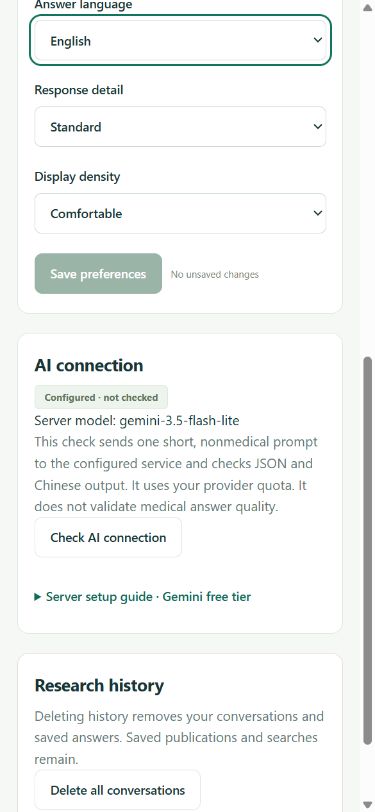 Answer language
English
Response detail
Standard
Display density
Comfortable
Save preferences No unsaved changes
AI connection
Configured · not checked
Server model: gemini-3.5-flash-lite
This check sends one short, nonmedical prompt
to the configured service and checks JSON and
Chinese output. It uses your provider quota. It
does not validate medical answer quality.
Check AI connection
Server setup guide · Gemini free tier
Research history
Deleting history removes your conversations and
saved answers. Saved publications and searches
remain.
Delete all conversations